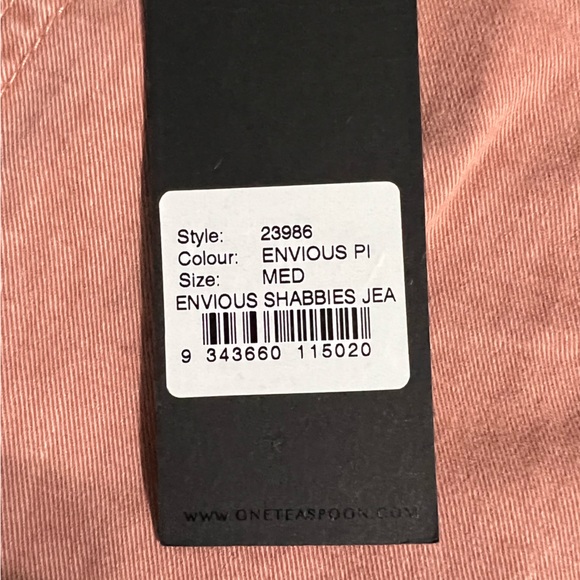 Style: 23986
Colour: ENVIOUS PI
Size: MED
ENVIOUS SHABBIES JEA
9 343660 115020
WWW.ONETEASPOON.COM